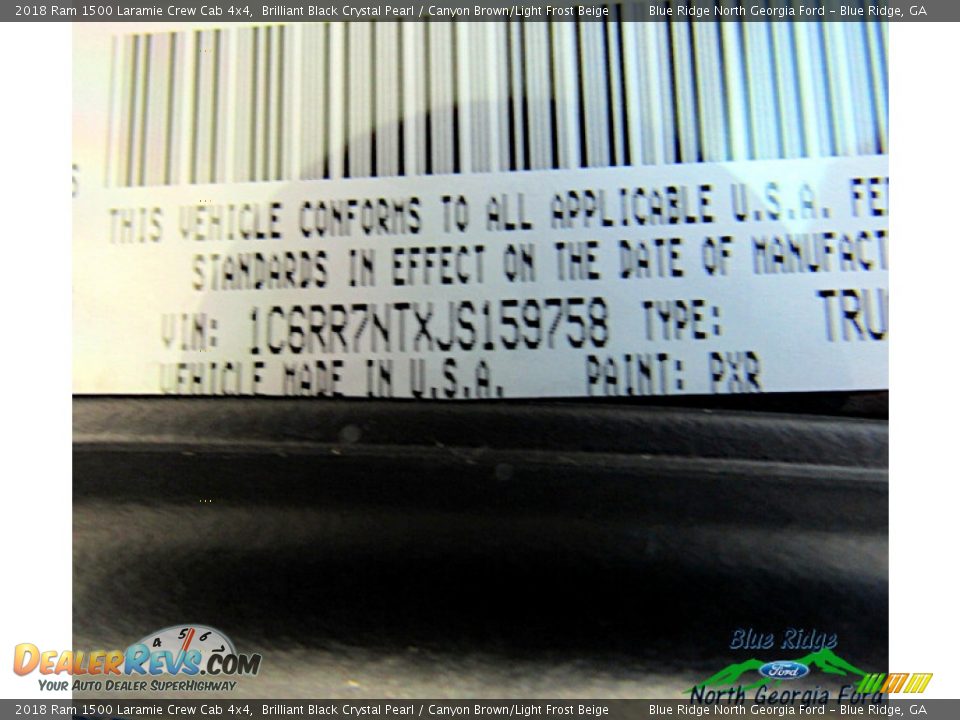 2018 Ram 1500 Laramie Crew Cab 4x4, Brilliant Black Crystal Pearl / Canyon Brown/Light Frost Beige Blue Ridge North Georgia Ford - Blue Ridge, GA
THIS VEHICLE CONFORMS TO ALL APPLICABLE U.S.A. FE
STANDARDS IN EFFECT ON THE DATE OF MANUFACT
VIN: 1C6RR7NTXJS159758 TYPE: TRU
VEHICLE MADE IN U.S.A. PAINT: PXR
4 5 6
DEALERREVS.COM
YOUR AUTO DEALER SUPERHIGHWAY
Blue Ridge
Ford
North Georgia Ford
2018 Ram 1500 Laramie Crew Cab 4x4, Brilliant Black Crystal Pearl / Canyon Brown/Light Frost Beige Blue Ridge North Georgia Ford - Blue Ridge, GA